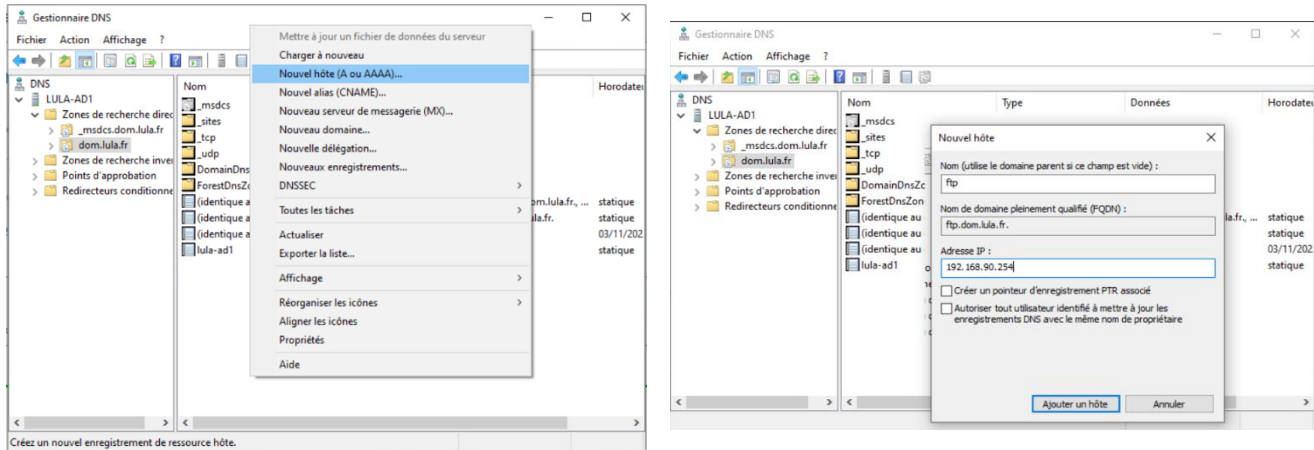 Gestionnaire DNS
Fichier Action Affichage ?
DNS
LULA-AD1
Zones de recherche direc
_msdcs.dom.lula.fr
dom.lula.fr
Zones de recherche inver
Points d'approbation
Redirecteurs conditionne
Nom
Horodate
_msdcs
_sites
_tcp
_udp
DomainDns
ForestDnsZo
(identique a
om.lula.fr., ...
statique
(identique a
ula.fr.
statique
(identique a
03/11/202
lula-ad1
statique
Mettre à jour un fichier de données du serveur
Charger à nouveau
Nouvel hôte (A ou AAAA)...
Nouvel alias (CNAME)...
Nouveau serveur de messagerie (MX)...
Nouveau domaine...
Nouvelle délégation...
Nouveaux enregistrements...
DNSSEC
Toutes les tâches
Actualiser
Exporter la liste...
Affichage
Réorganiser les icônes
Aligner les icônes
Propriétés
Aide
Créez un nouvel enregistrement de ressource hôte.
Gestionnaire DNS
Fichier Action Affichage ?
DNS
LULA-AD1
Zones de recherche direc
_msdcs.dom.lula.fr
dom.lula.fr
Zones de recherche inver
Points d'approbation
Redirecteurs conditionne
Nom Type Données Horodate
_msdcs
_sites
_tcp
_udp
DomainDnsZc
ForestDnsZon
(identique au
la.fr., ...
statique
(identique au
statique
(identique au
03/11/202
lula-ad1
statique
Nouvel hôte
Nom (utilise le domaine parent si ce champ est vide) :
ftp
Nom de domaine pleinement qualifié (FQDN) :
ftp.dom.lula.fr.
Adresse IP :
192.168.90.254
Créer un pointeur d'enregistrement PTR associé
Autoriser tout utilisateur identifié à mettre à jour les
enregistrements DNS avec le même nom de propriétaire
Ajouter un hôte
Annuler